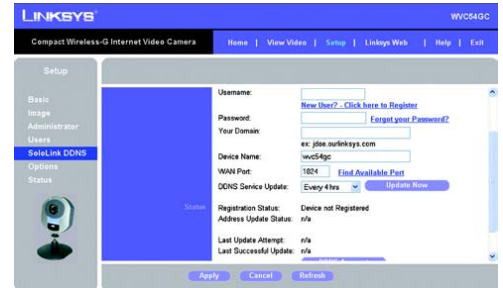 LINKSYS®
WVC54GC
Compact Wireless-G Internet Video Camera
Home | View Video | Setup | Linksys Web | Help | Exit
Setup
Basic
Image
Administrator
Users
SoloLink DDNS
Options
Status
Username:
New User? - Click here to Register
Password:
Forgot your Password?
Your Domain:
ex: jdoe.ourlinksys.com
Device Name:
wvc54gc
WAN Port:
1024
Find Available Port
DDNS Service Update:
Every 4 hrs
Update Now
Status
Registration Status: Device not Registered
Address Update Status: n/a
Last Update Attempt: n/a
Last Successful Update: n/a
Apply
Cancel
Refresh